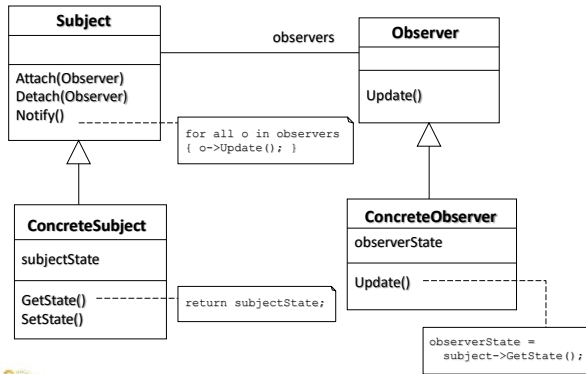 Subject
Attach(Observer)
Detach(Observer)
Notify()
observers
Observer
Update()
for all o in observers
{ o->Update(); }
ConcreteSubject
subjectState
GetState()
SetState()
return subjectState;
ConcreteObserver
observerState
Update()
observerState =
subject->GetState();